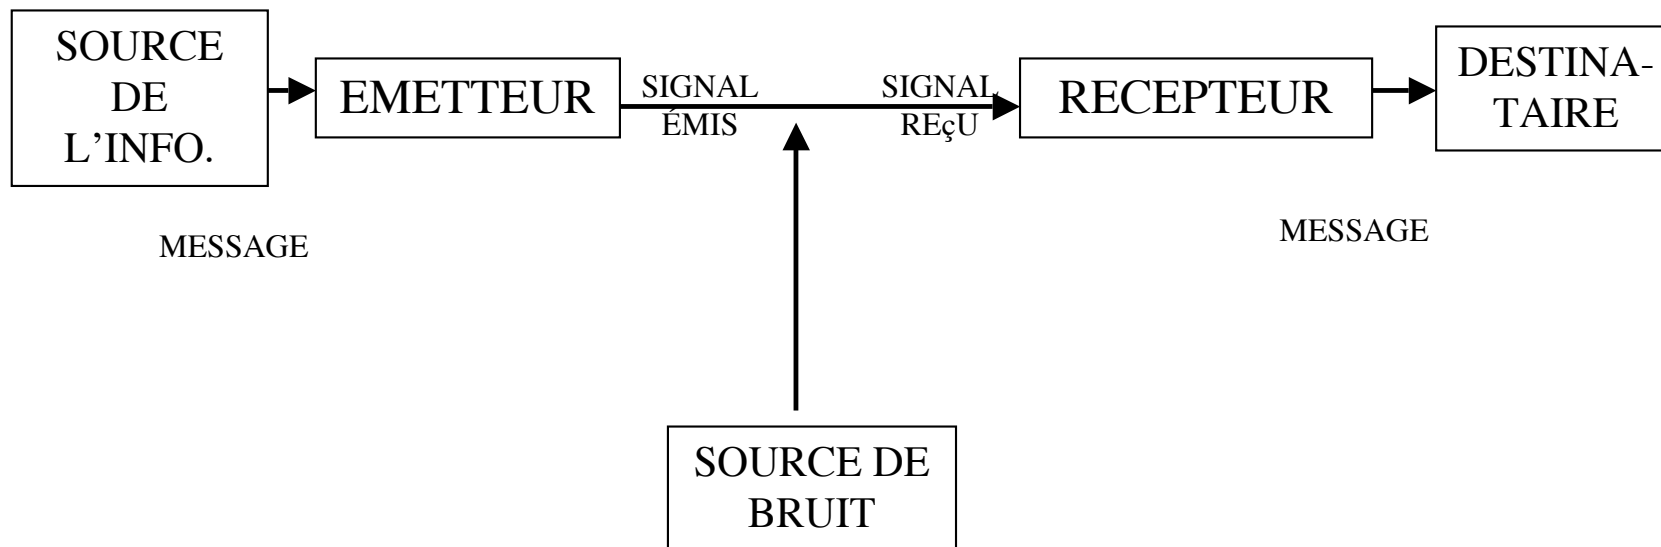 SOURCE
DE
L'INFO.
EMETTEUR
SIGNAL
ÉMIS
SIGNAL
REçU
RECEPTEUR
DESTINA-
TAIRE
MESSAGE
MESSAGE
SOURCE DE
BRUIT